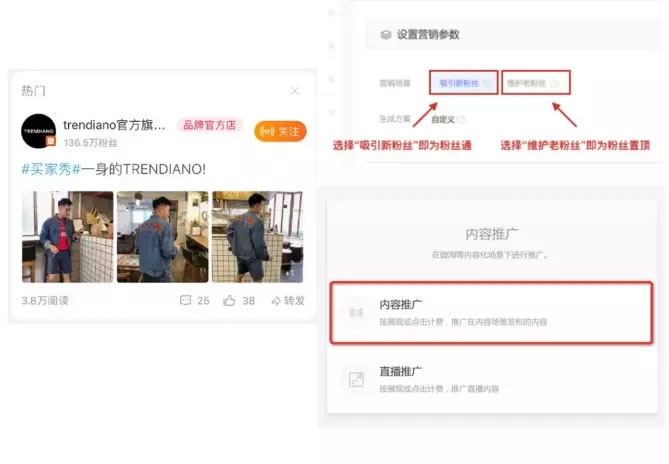 热门
TRENDIANO
trendiano官方旗...
品牌官方店
关注
136.5万粉丝
#买家秀#一身的TRENDIANO!
3.8万阅读
25
38
转发
设置营销参数
营销场景
吸引新粉丝
维护老粉丝
生成方案
自定义
选择“吸引新粉丝”即为粉丝通
选择“维护老粉丝”即为粉丝置顶
内容推广
在微淘等内容化场景下进行推广。
内容推广
按展现或点击计费，推广在内容场景发布的内容
直播推广
按展现或点击计费，推广直播内容